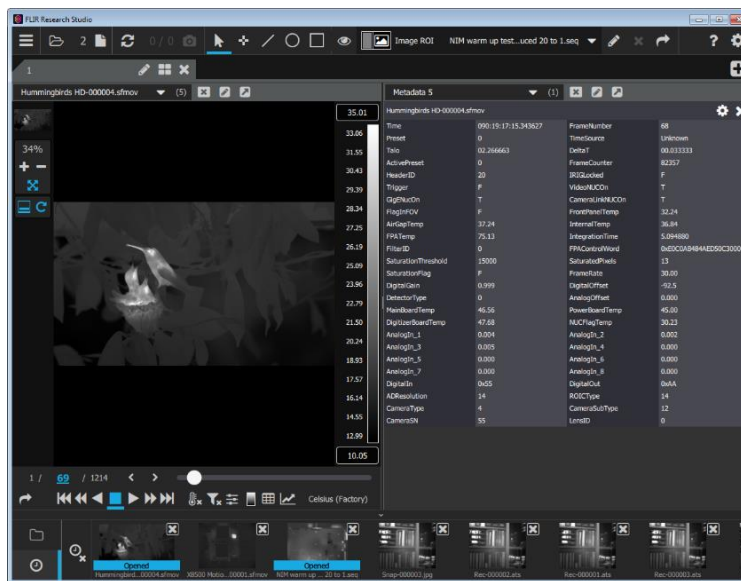 FLIR Research Studio
2
0 / 0
Image ROI
NIM warm up test...uced 20 to 1.seq
?
1
Hummingbirds HD-000004.sfmov
(5)
Metadata 5
(1)
34%
35.01
33.06
31.55
30.43
29.39
28.34
27.25
26.19
25.09
23.96
22.79
21.50
20.24
18.93
17.57
16.14
14.55
12.99
10.05
Hummingbirds HD-000004.sfmov
Time 090:19:17:15.343627 FrameNumber 68
Preset 0 TimeSource Unknown
Talo 02.266663 DeltaT 00.033333
ActivePreset 0 FrameCounter 82357
HeaderID 20 IRIGLocked F
Trigger F VideoNUCOn T
GigENucOn T CameraLinkNUCOn T
FlagInFOV F FrontPanelTemp 32.24
AirGapTemp 37.24 InternalTemp 36.84
FPATemp 75.13 IntegrationTime 5.094880
FilterID 0 FPAControlWord
SaturationThreshold 15000 SaturatedPixels 13
SaturationFlag F FrameRate 30.00
DigitalGain 0.999 DigitalOffset -92.5
DetectorType 0 AnalogOffset 0.000
MainBoardTemp 46.56 PowerBoardTemp 45.00
DigitizerBoardTemp 47.68 NUCFlagTemp 30.23
AnalogIn_1 0.004 AnalogIn_2 0.002
AnalogIn_3 0.005 AnalogIn_4 0.000
AnalogIn_5 0.000 AnalogIn_6 0.000
AnalogIn_7 0.000 AnalogIn_8 0.000
DigitalIn 0x55 DigitalOut 0xAA
ADResolution 14 ROICType 14
CameraType 4 CameraSubType 12
CameraSN 55 LensID 0
1 / 69 / 1214
Celsius (Factory)
Opened
Opened
Hummingbird...00004.sfmov
X8500 Motio...00001.sfmov
NIM warm up ... 20 to 1.seq
Snap-000003.jpg
Rec-000002.ats
Rec-000001.ats
Rec-000003.ats